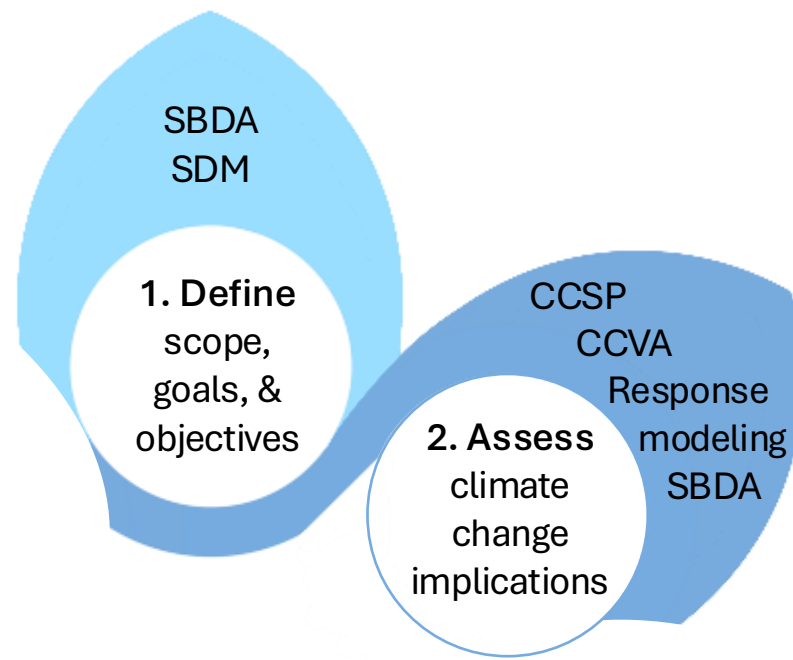 SBDA
SDM
1. Define
scope,
goals, &
objectives
CCSP
CCVA
Response
modeling
SBDA
2. Assess
climate
change
implications